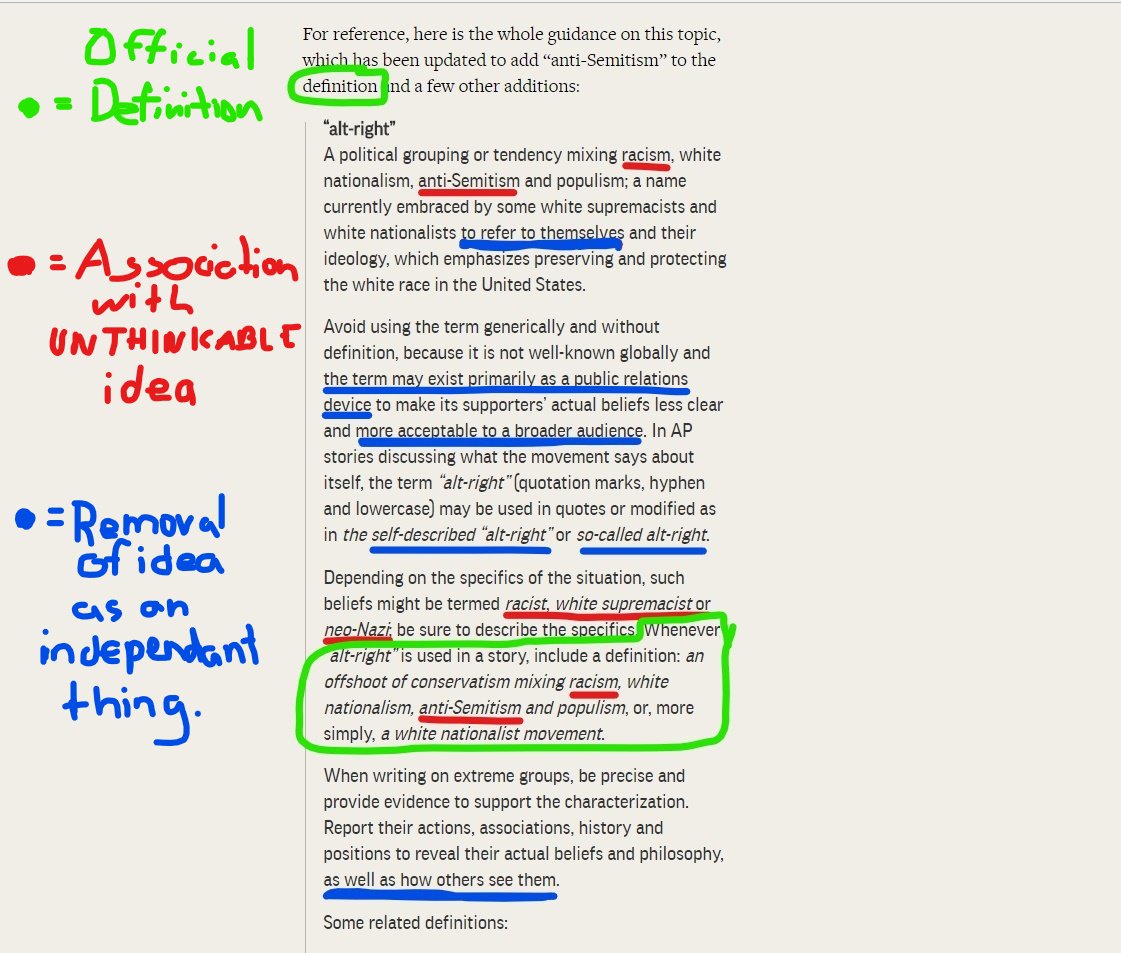 Official
= Definition
= Association
with
UNTHINKABLE
idea
= Removal
of idea
as an
independant
thing.
For reference, here is the whole guidance on this topic,
which has been updated to add “anti-Semitism” to the
definition and a few other additions:
“alt-right”
A political grouping or tendency mixing racism, white
nationalism, anti-Semitism and populism; a name
currently embraced by some white supremacists and
white nationalists to refer to themselves and their
ideology, which emphasizes preserving and protecting
the white race in the United States.
Avoid using the term generically and without
definition, because it is not well-known globally and
the term may exist primarily as a public relations
device to make its supporters’ actual beliefs less clear
and more acceptable to a broader audience. In AP
stories discussing what the movement says about
itself, the term “alt-right” (quotation marks, hyphen
and lowercase) may be used in quotes or modified as
in the self-described “alt-right” or so-called alt-right.
Depending on the specifics of the situation, such
beliefs might be termed racist, white supremacist or
neo-Nazi; be sure to describe the specifics. Whenever
“alt-right” is used in a story, include a definition: an
offshoot of conservatism mixing racism, white
nationalism, anti-Semitism and populism, or, more
simply, a white nationalist movement.
When writing on extreme groups, be precise and
provide evidence to support the characterization.
Report their actions, associations, history and
positions to reveal their actual beliefs and philosophy,
as well as how others see them.
Some related definitions: